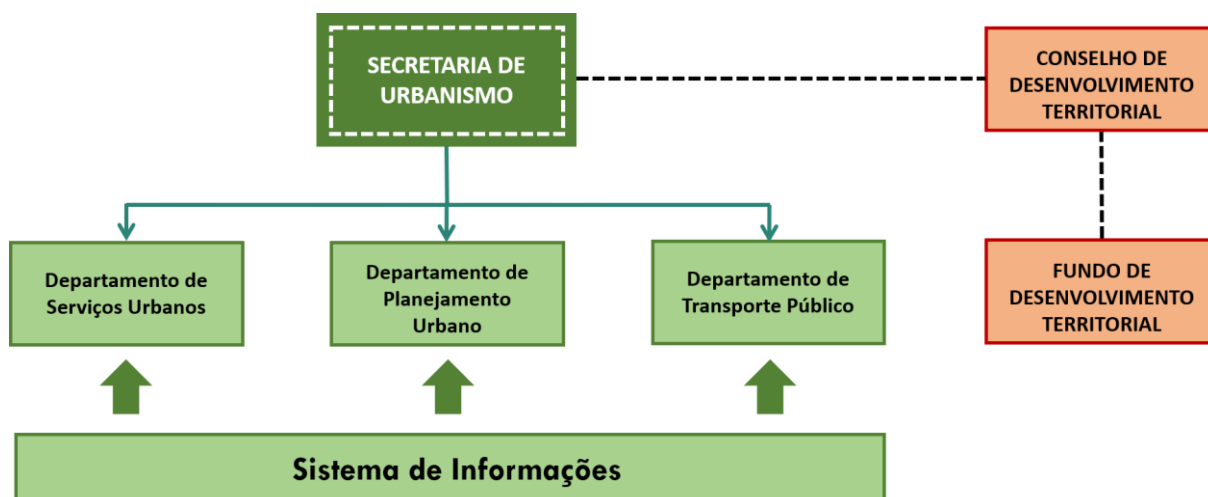 SECRETARIA DE
URBANISMO
CONSELHO DE
DESENVOLVIMENTO
TERRITORIAL
Departamento de
Serviços Urbanos
Departamento de
Planejamento
Urbano
Departamento de
Transporte Público
FUNDO DE
DESENVOLVIMENTO
TERRITORIAL
Sistema de Informações